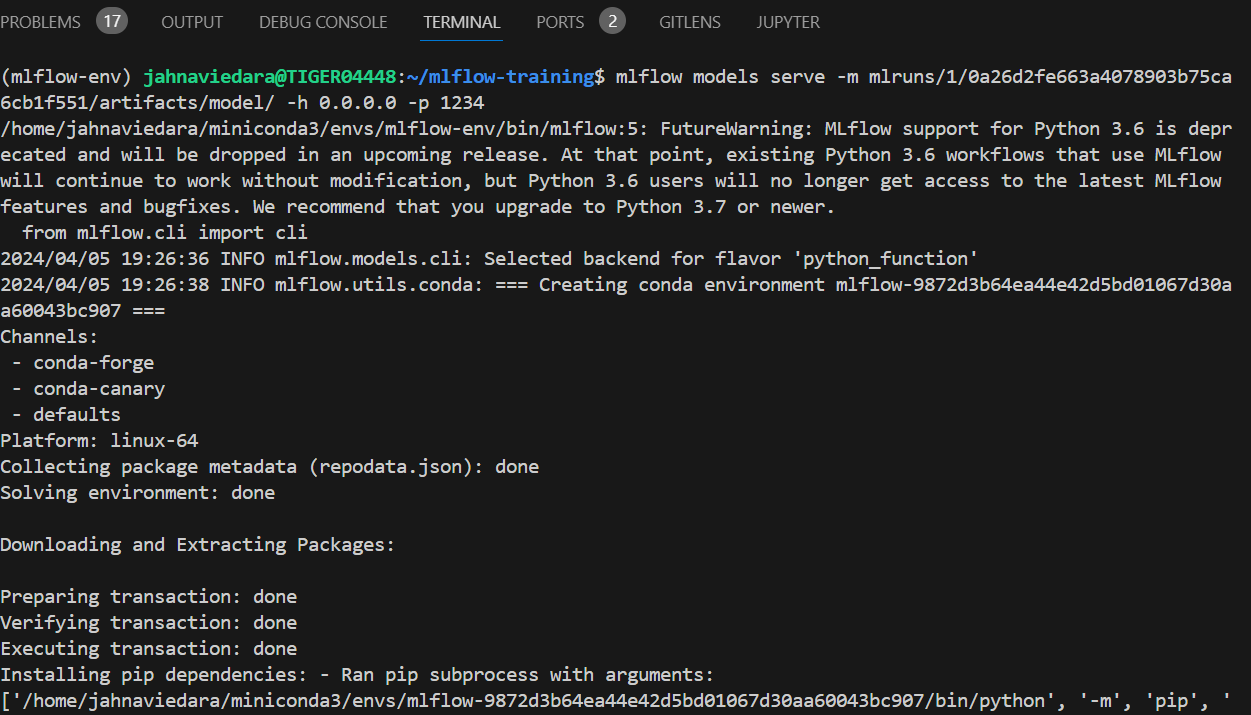 PROBLEMS 17 OUTPUT DEBUG CONSOLE TERMINAL PORTS 2 GITLENS JUPYTER
(mlflow-env) jahnaviedara@TIGER04448:~/mlflow-training$ mlflow models serve -m mlruns/1/0a26d2fe663a4078903b75ca
6cb1f551/artifacts/model/ -h 0.0.0.0 -p 1234
/home/jahnaviedara/miniconda3/envs/mlflow-env/bin/mlflow:5: FutureWarning: MLflow support for Python 3.6 is depr
ecated and will be dropped in an upcoming release. At that point, existing Python 3.6 workflows that use MLflow
will continue to work without modification, but Python 3.6 users will no longer get access to the latest MLflow
features and bugfixes. We recommend that you upgrade to Python 3.7 or newer.
  from mlflow.cli import cli
2024/04/05 19:26:36 INFO mlflow.models.cli: Selected backend for flavor 'python_function'
2024/04/05 19:26:38 INFO mlflow.utils.conda: === Creating conda environment mlflow-9872d3b64ea44e42d5bd01067d30a
a60043bc907 ===
Channels:
 - conda-forge
 - conda-canary
 - defaults
Platform: linux-64
Collecting package metadata (repodata.json): done
Solving environment: done
Downloading and Extracting Packages:
Preparing transaction: done
Verifying transaction: done
Executing transaction: done
Installing pip dependencies: - Ran pip subprocess with arguments:
['/home/jahnaviedara/miniconda3/envs/mlflow-9872d3b64ea44e42d5bd01067d30aa60043bc907/bin/python', '-m', 'pip', '